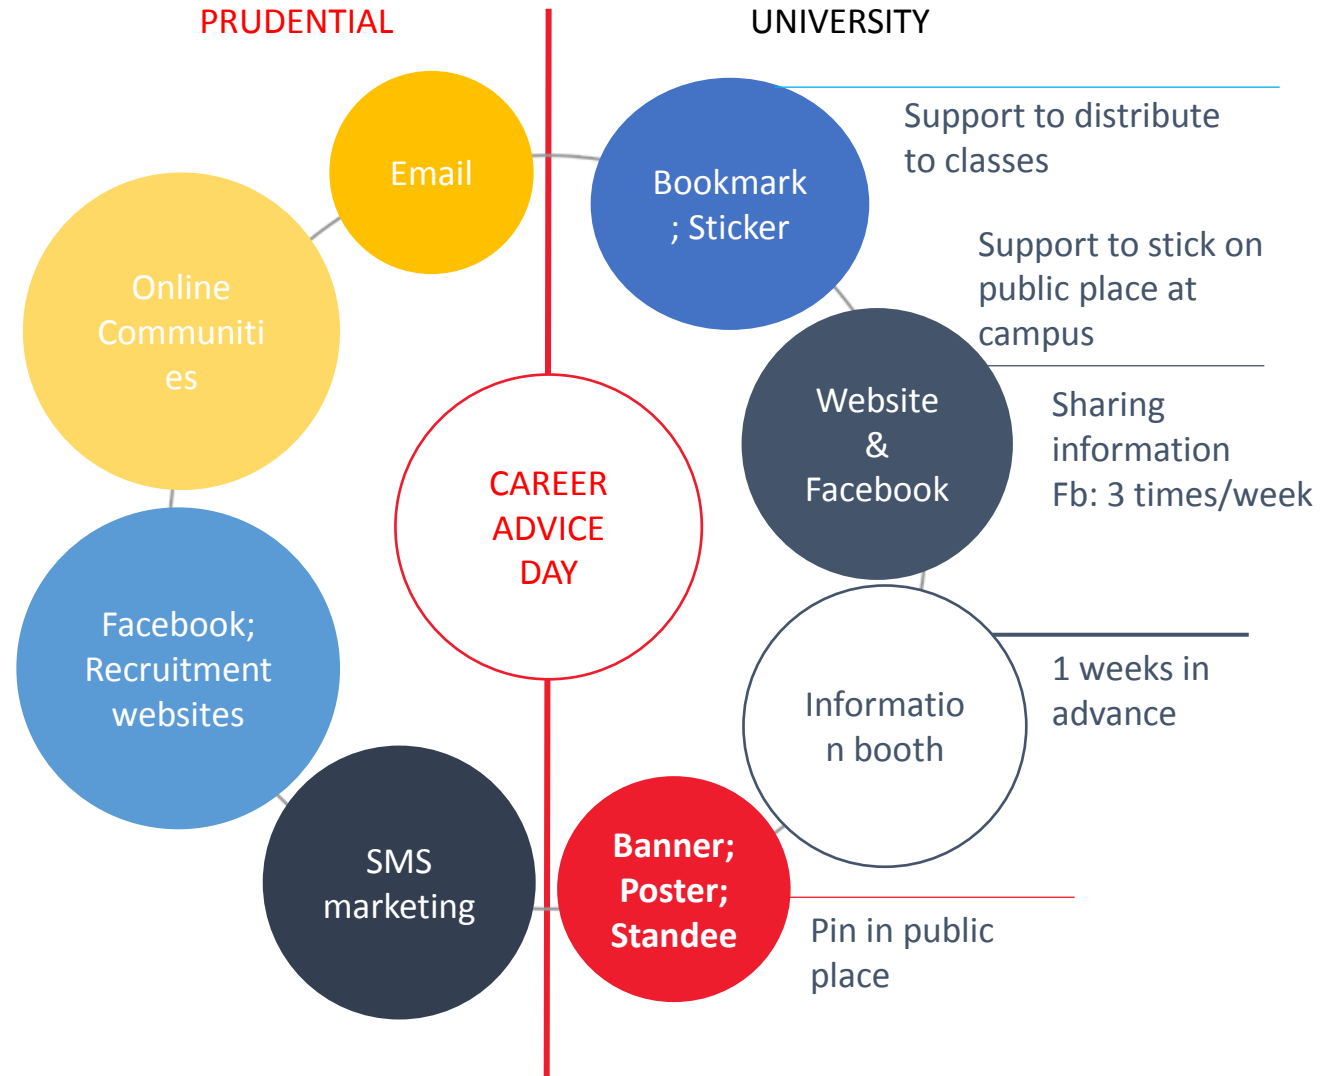 PRUDENTIAL
UNIVERSITY
Email
Online
Communiti
es
Facebook;
Recruitment
websites
SMS
marketing
CAREER
ADVICE
DAY
Bookmark
; Sticker
Support to distribute
to classes
Support to stick on
public place at
campus
Website
&
Facebook
Sharing
information
Fb: 3 times/week
Informatio
n booth
1 weeks in
advance
Banner;
Poster;
Standee
Pin in public
place